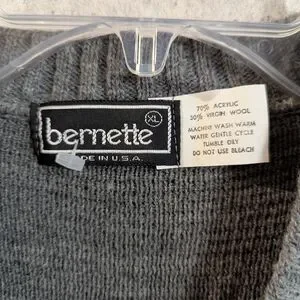 bernette
XL
MADE IN U.S.A.
70% ACRYLIC
30% VIRGIN WOOL
MACHINE WASH WARM
WATER GENTLE CYCLE
TUMBLE DRY
DO NOT USE BLEACH